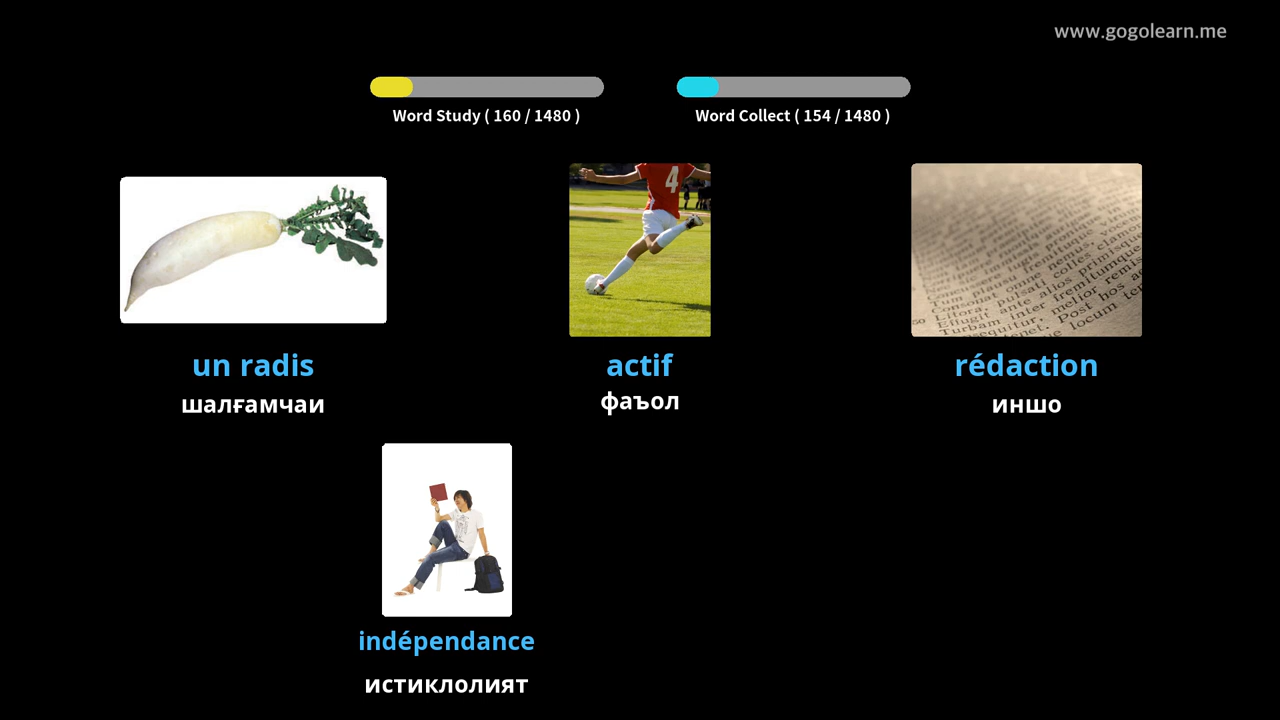 www.gogolearn.me
Word Study ( 160 / 1480 )
Word Collect ( 154 / 1480 )
un radis
шалғамчаи
actif
фаъол
rédaction
иншо
indépendance
истиклолият